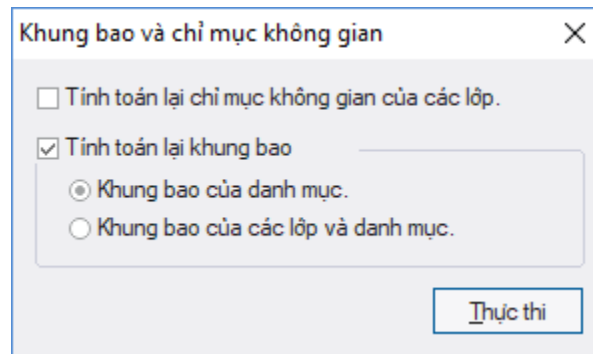 Khung bao và chỉ mục không gian
Tính toán lại chỉ mục không gian của các lớp.
Tính toán lại khung bao
Khung bao của danh mục.
Khung bao của các lớp và danh mục.
Thực thi